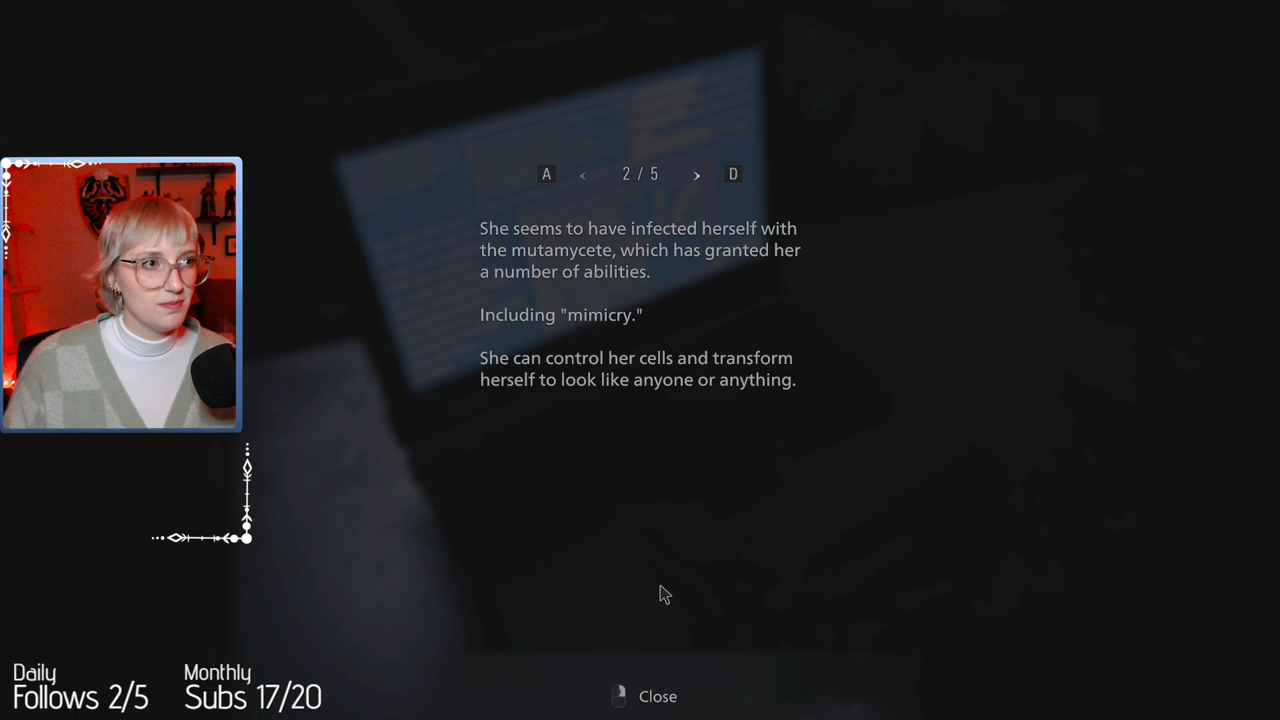 A < 2 / 5 > D
She seems to have infected herself with
the mutamycete, which has granted her
a number of abilities.
Including "mimicry."
She can control her cells and transform
herself to look like anyone or anything.
Daily
Follows 2/5
Monthly
Subs 17/20
Close